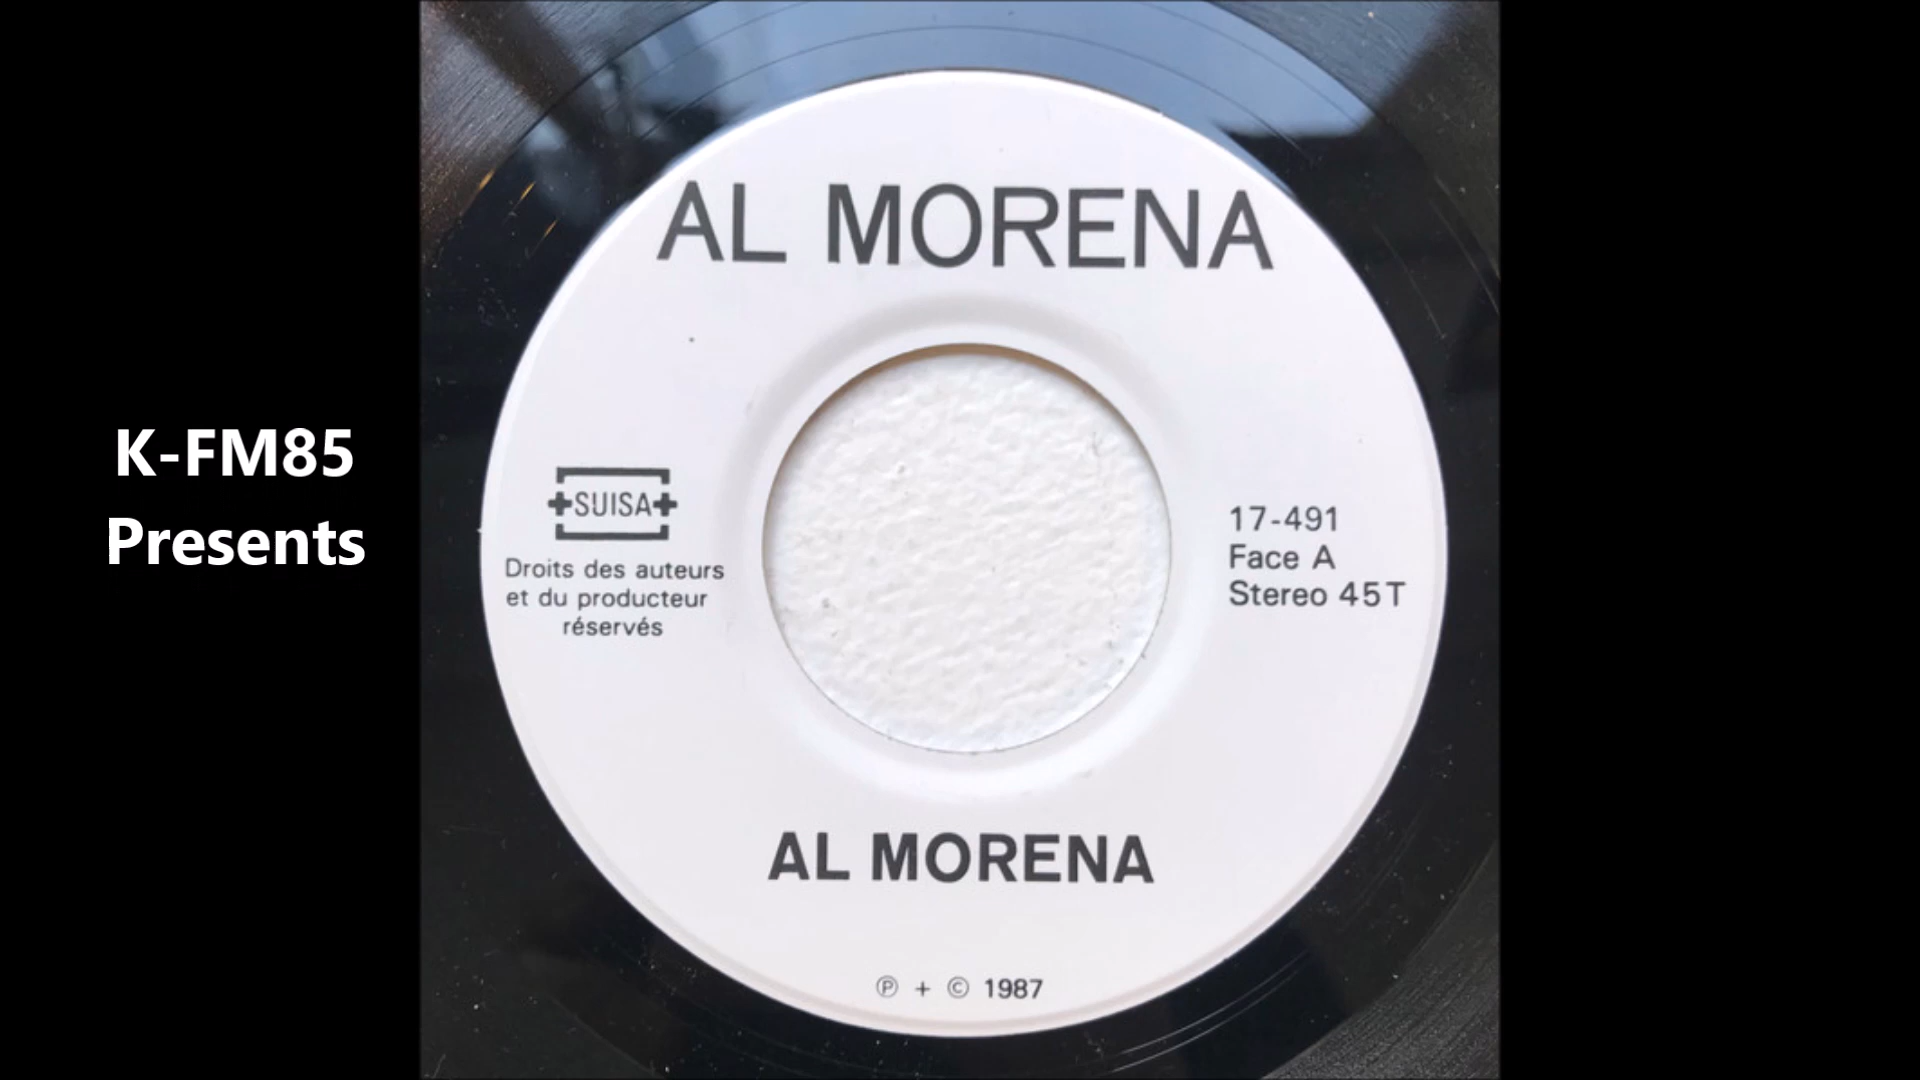 K-FM85
Presents
AL MORENA
+SUISA+
Droits des auteurs
et du producteur
réservés
17-491
Face A
Stereo 45T
AL MORENA
℗ + © 1987